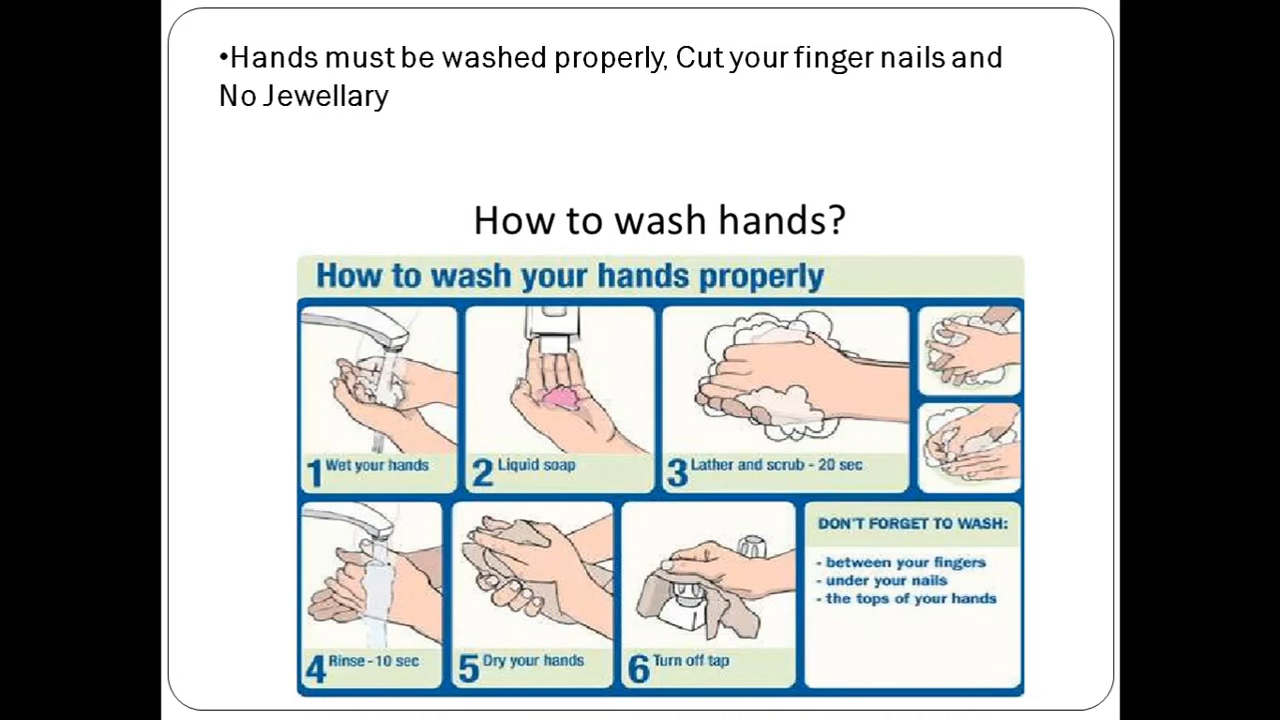 •Hands must be washed properly, Cut your finger nails and
No Jewellary
How to wash hands?
How to wash your hands properly
1 Wet your hands
2 Liquid soap
3 Lather and scrub - 20 sec
4 Rinse - 10 sec
5 Dry your hands
6 Turn off tap
DON'T FORGET TO WASH:
- between your fingers
- under your nails
- the tops of your hands